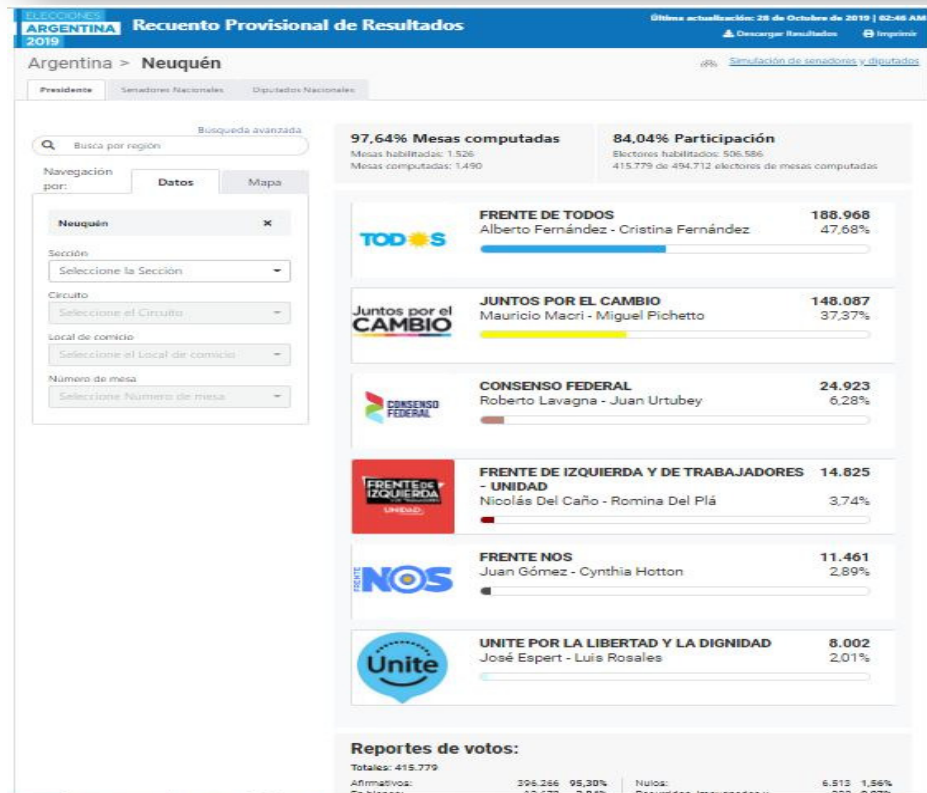 ELECCIONES
ARGENTINA
2019
Recuento Provisional de Resultados
Última actualización: 28 de Octubre de 2019 | 02:46 AM
Descargar Resultados
Imprimir
Argentina > Neuquén
Simulación de senadores y diputados
Presidente
Senadores Nacionales
Diputados Nacionales
Búsqueda avanzada
Busca por región
Navegación
por:
Datos
Mapa
Neuquén
Sección
Seleccione la Sección
Circuito
Seleccione el Circuito
Local de comicio
Seleccione el Local de comicio
Número de mesa
Seleccione Número de mesa
97,64% Mesas computadas
Mesas habilitadas: 1.526
Mesas computadas: 1.490
84,04% Participación
Electores habilitados: 506.586
415.779 de 494.712 electores de mesas computadas
TODOS
FRENTE DE TODOS 188.968
Alberto Fernández - Cristina Fernández 47,68%
Juntos por el
CAMBIO
JUNTOS POR EL CAMBIO 148.087
Mauricio Macri - Miguel Pichetto 37,37%
CONSENSO
FEDERAL
CONSENSO FEDERAL 24.923
Roberto Lavagna - Juan Urtubey 6,28%
FRENTE DE
IZQUIERDA
UNIDAD
FRENTE DE IZQUIERDA Y DE TRABAJADORES 14.825
- UNIDAD
Nicolás Del Caño - Romina Del Plá 3,74%
FRENTE
NOS
FRENTE NOS 11.461
Juan Gómez - Cynthia Hotton 2,89%
Unite
UNITE POR LA LIBERTAD Y LA DIGNIDAD 8.002
José Espert - Luis Rosales 2,01%
Reportes de votos:
Totales: 415.779
Afirmativos: 396.266 95,30%
Nulos: 6.513 1,56%